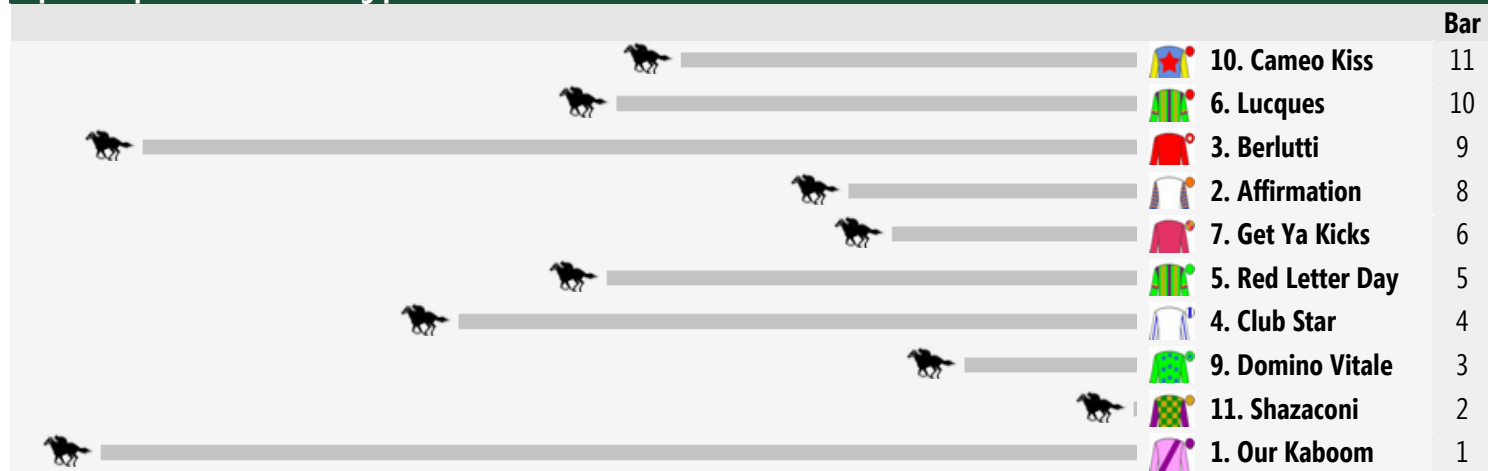 Bar
10. Cameo Kiss 11
6. Lucques 10
3. Berlutti 9
2. Affirmation 8
7. Get Ya Kicks 6
5. Red Letter Day 5
4. Club Star 4
9. Domino Vitale 3
11. Shazaconi 2
1. Our Kaboom 1